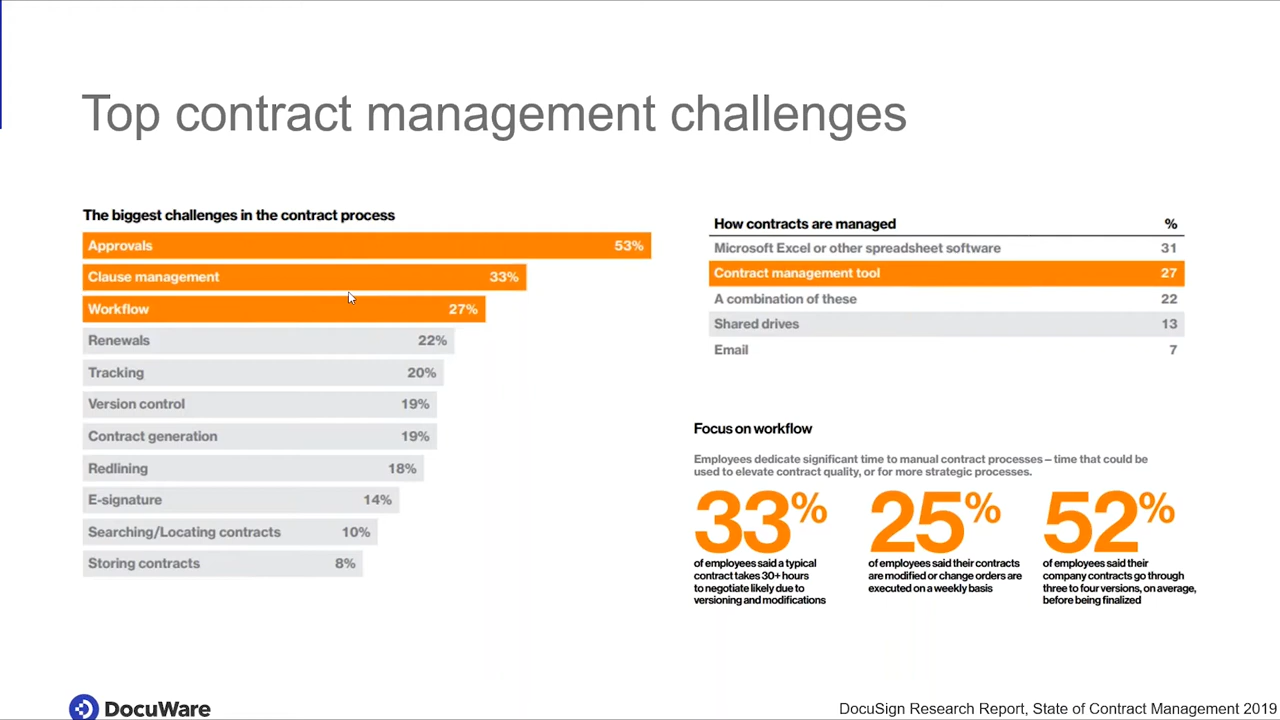 Top contract management challenges
The biggest challenges in the contract process
Approvals 53%
Clause management 33%
Workflow 27%
Renewals 22%
Tracking 20%
Version control 19%
Contract generation 19%
Redlining 18%
E-signature 14%
Searching/Locating contracts 10%
Storing contracts 8%
How contracts are managed %
Microsoft Excel or other spreadsheet software 31
Contract management tool 27
A combination of these 22
Shared drives 13
Email 7
Focus on workflow
Employees dedicate significant time to manual contract processes – time that could be
used to elevate contract quality, or for more strategic processes.
33%
of employees said a typical
contract takes 30+ hours
to negotiate likely due to
versioning and modifications
25%
of employees said their contracts
are modified or change orders are
executed on a weekly basis
52%
of employees said their
company contracts go through
three to four versions, on average,
before being finalized
DocuWare
DocuSign Research Report, State of Contract Management 2019